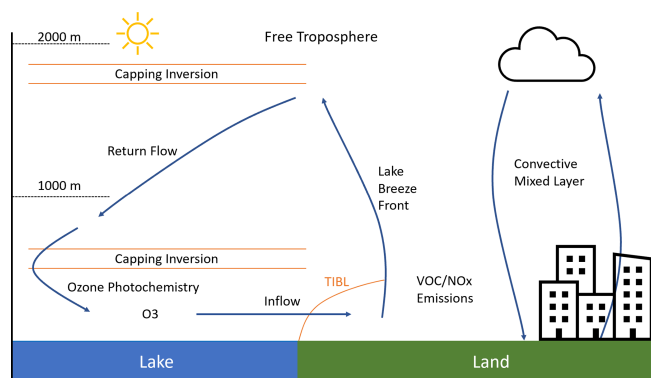 2000 m
Free Troposphere
Capping Inversion
Return Flow
Lake
Breeze
Front
Convective
Mixed Layer
1000 m
Capping Inversion
Ozone Photochemistry
O3
Inflow
TIBL
VOC/NOx
Emissions
Lake
Land